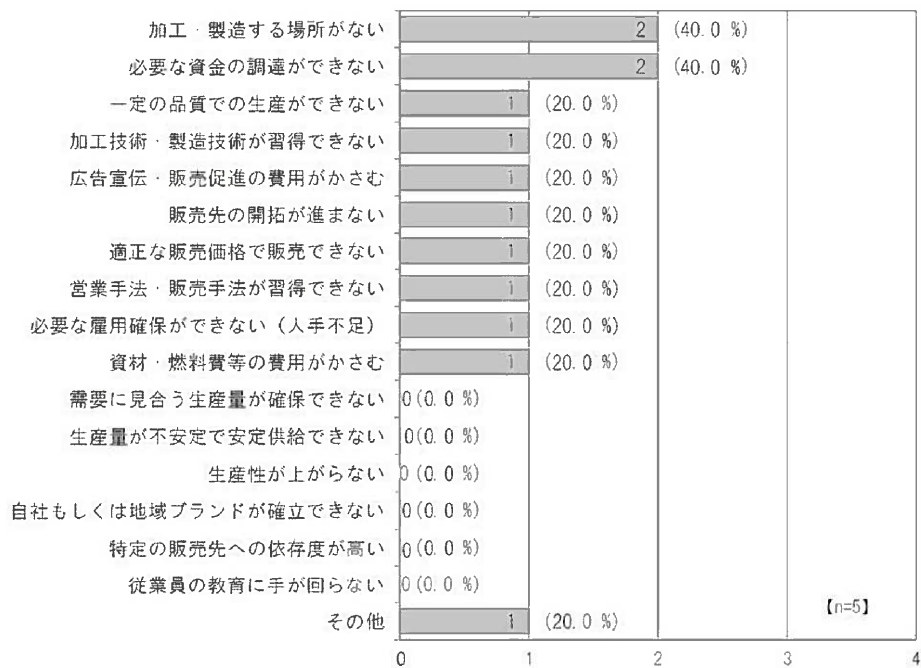 加工・製造する場所がない 2 (40.0 %)
必要な資金の調達ができない 2 (40.0 %)
一定の品質での生産ができない 1 (20.0 %)
加工技術・製造技術が習得できない 1 (20.0 %)
広告宣伝・販売促進の費用がかさむ 1 (20.0 %)
販売先の開拓が進まない 1 (20.0 %)
適正な販売価格で販売できない 1 (20.0 %)
営業手法・販売手法が習得できない 1 (20.0 %)
必要な雇用確保ができない（人手不足） 1 (20.0 %)
資材・燃料費等の費用がかさむ 1 (20.0 %)
需要に見合う生産量が確保できない 0 (0.0 %)
生産量が不安定で安定供給できない 0 (0.0 %)
生産性が上がらない 0 (0.0 %)
自社もしくは地域ブランドが確立できない 0 (0.0 %)
特定の販売先への依存度が高い 0 (0.0 %)
従業員の教育に手が回らない 0 (0.0 %)
その他 1 (20.0 %)
【n=5】
0 1 2 3 4